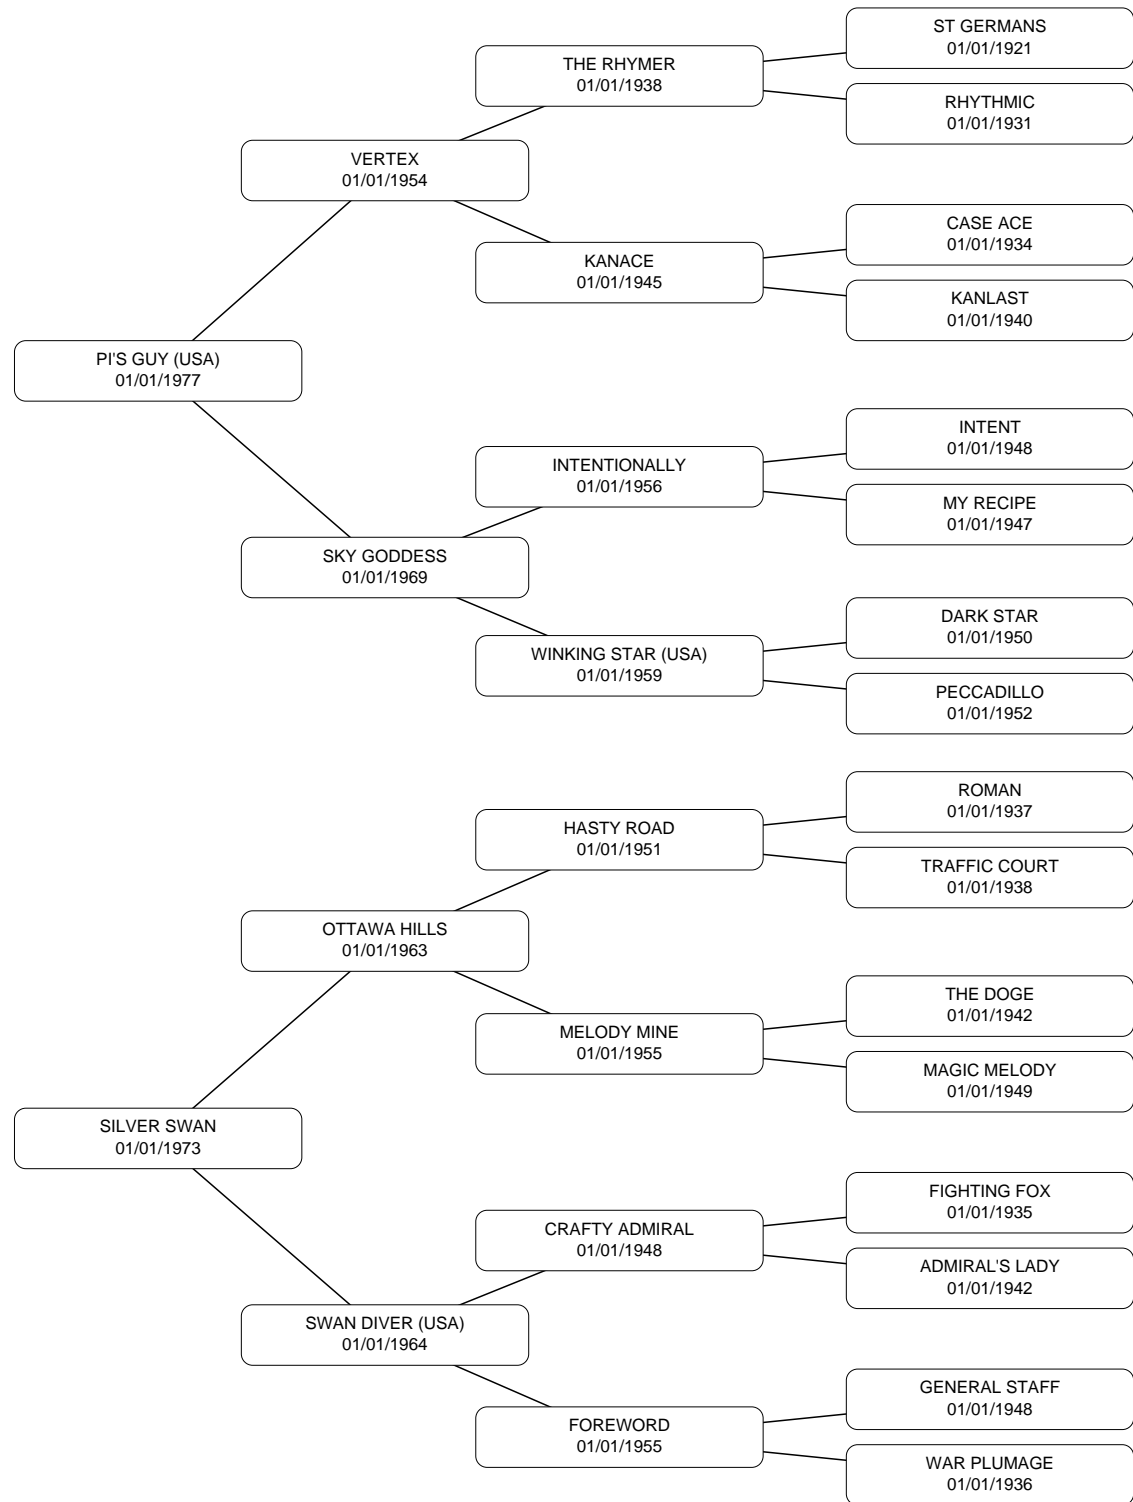 ST GERMANS
01/01/1921
THE RHYMER
01/01/1938
RHYTHMIC
01/01/1931
VERTEX
01/01/1954
CASE ACE
01/01/1934
KANACE
01/01/1945
KANLAST
01/01/1940
PI'S GUY (USA)
01/01/1977
INTENT
01/01/1948
INTENTIONALLY
01/01/1956
MY RECIPE
01/01/1947
SKY GODDESS
01/01/1969
DARK STAR
01/01/1950
WINKING STAR (USA)
01/01/1959
PECCADILLO
01/01/1952
ROMAN
01/01/1937
HASTY ROAD
01/01/1951
TRAFFIC COURT
01/01/1938
OTTAWA HILLS
01/01/1963
THE DOGE
01/01/1942
MELODY MINE
01/01/1955
MAGIC MELODY
01/01/1949
SILVER SWAN
01/01/1973
FIGHTING FOX
01/01/1935
CRAFTY ADMIRAL
01/01/1948
ADMIRAL'S LADY
01/01/1942
SWAN DIVER (USA)
01/01/1964
GENERAL STAFF
01/01/1948
FOREWORD
01/01/1955
WAR PLUMAGE
01/01/1936